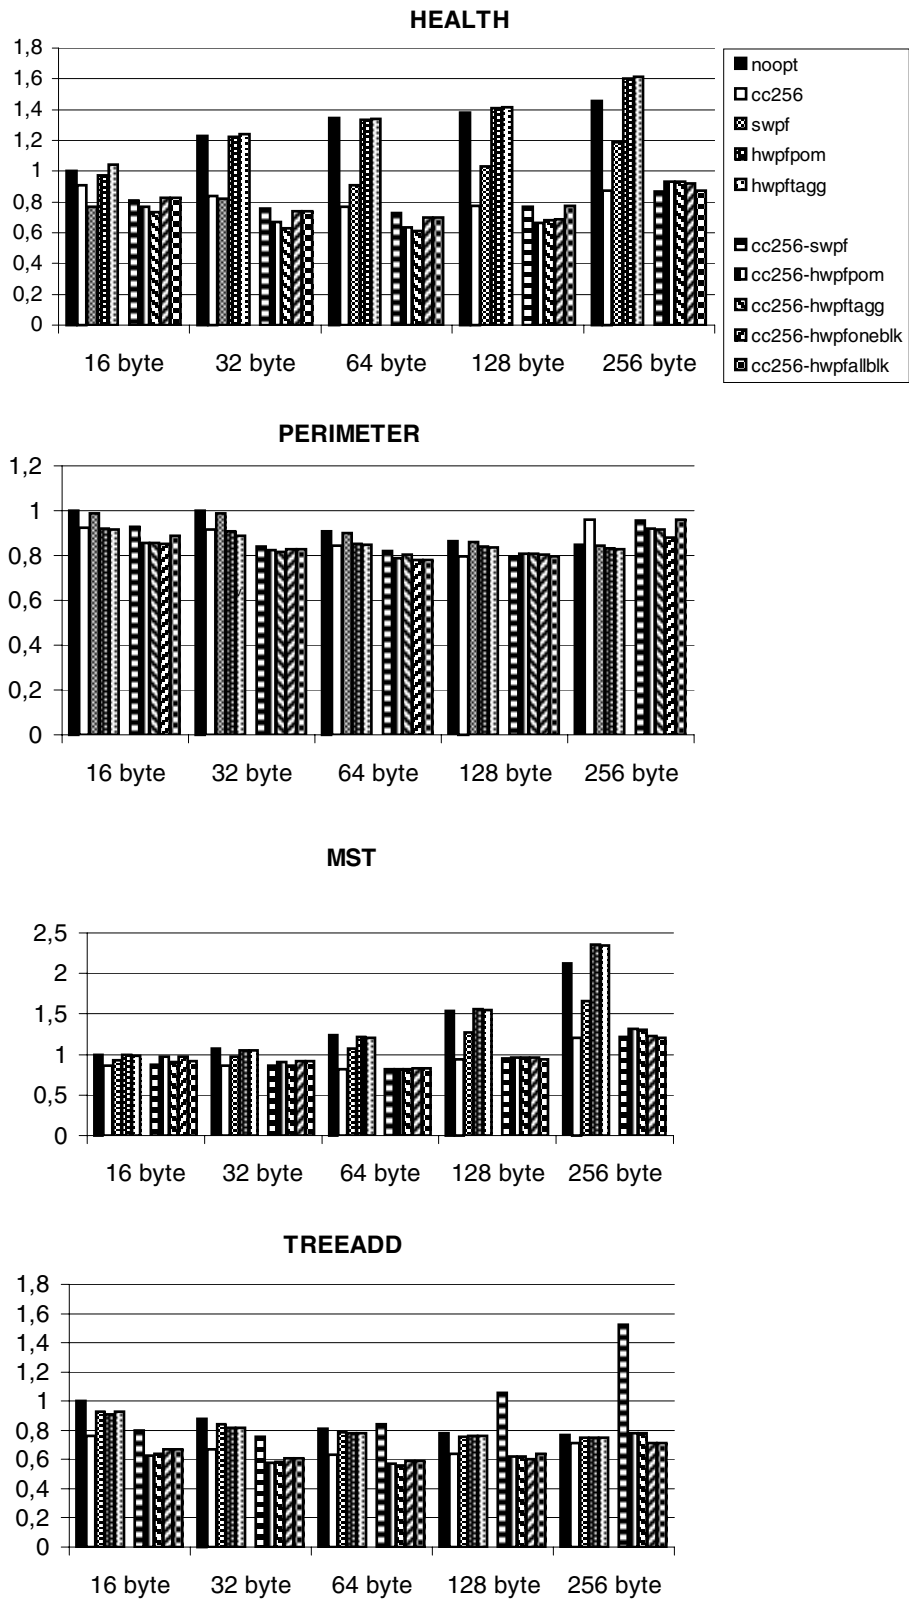 HEALTH
1,8
1,6
1,4
1,2
1
0,8
0,6
0,4
0,2
0
16 byte 32 byte 64 byte 128 byte 256 byte
noopt
cc256
swpf
hwpfpom
hwpftagg
cc256-swpf
cc256-hwpfpom
cc256-hwpftagg
cc256-hwpfoneblk
cc256-hwpfallblk
PERIMETER
1,2
1
0,8
0,6
0,4
0,2
0
16 byte 32 byte 64 byte 128 byte 256 byte
MST
2,5
2
1,5
1
0,5
0
16 byte 32 byte 64 byte 128 byte 256 byte
TREEADD
1,8
1,6
1,4
1,2
1
0,8
0,6
0,4
0,2
0
16 byte 32 byte 64 byte 128 byte 256 byte